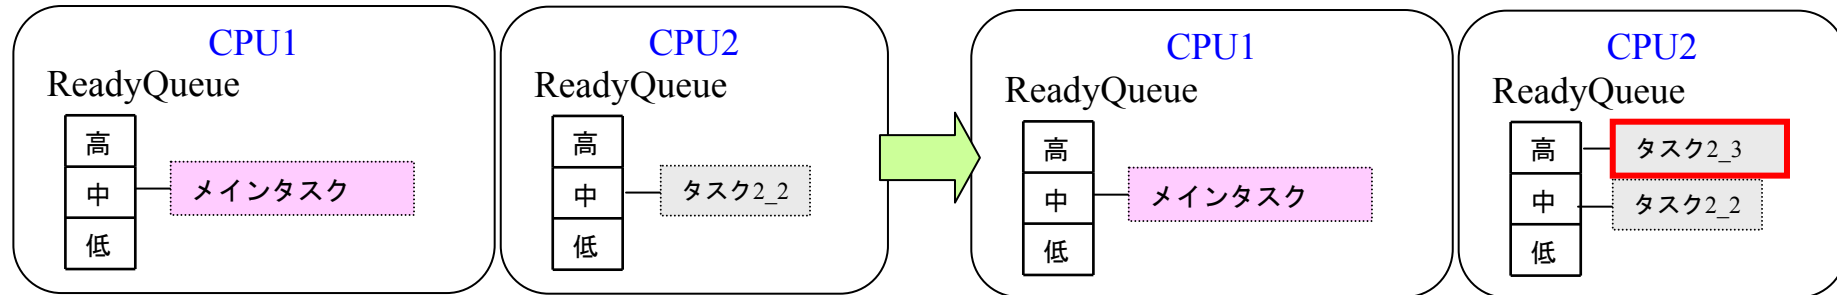 CPU1
ReadyQueue
高
中
低
メインタスク
CPU2
ReadyQueue
高
中
低
タスク2_2
CPU1
ReadyQueue
高
中
低
メインタスク
CPU2
ReadyQueue
高
中
低
タスク2_3
タスク2_2